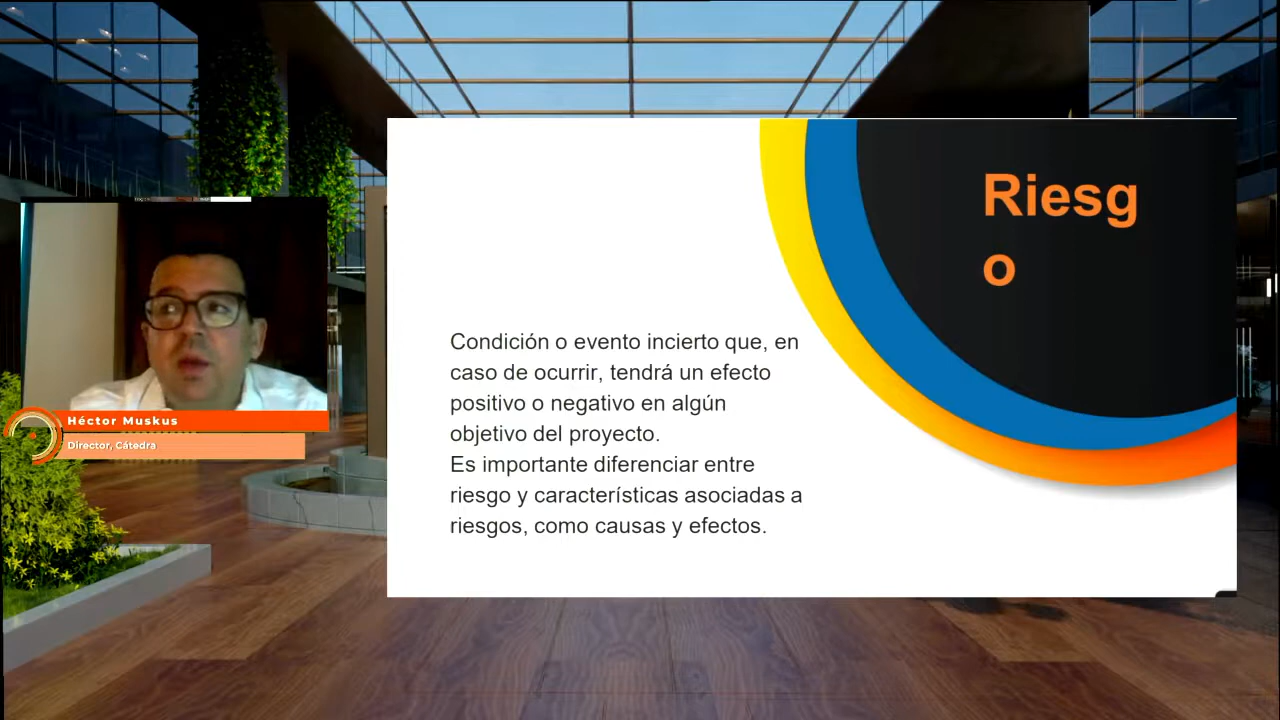 Riesg
o
Condición o evento incierto que, en
caso de ocurrir, tendrá un efecto
positivo o negativo en algún
objetivo del proyecto.
Es importante diferenciar entre
riesgo y características asociadas a
riesgos, como causas y efectos.
Héctor Muskus
Director, Cátedra